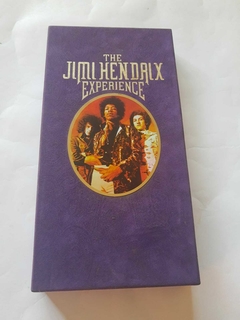 THE
JIMI HENDRIX
EXPERIENCE